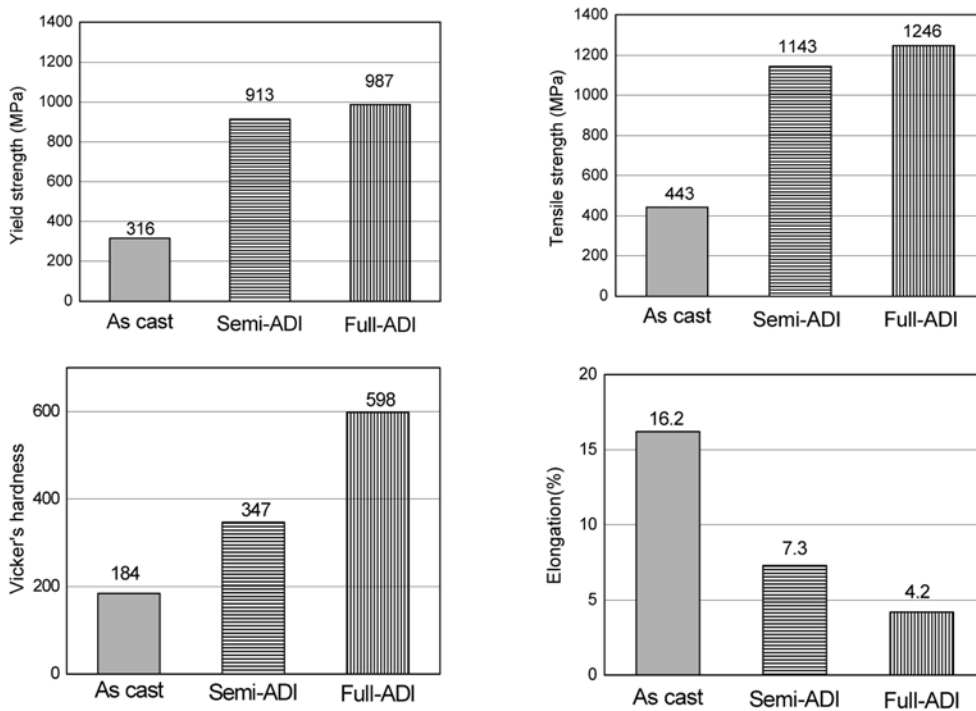 Yield strength (MPa)
1400
1200
1000
800
600
400
200
0
316
913
987
As cast
Semi-ADI
Full-ADI
Tensile strength (MPa)
1400
1200
1000
800
600
400
200
0
443
1143
1246
As cast
Semi-ADI
Full-ADI
Vicker's hardness
600
400
200
0
184
347
598
As cast
Semi-ADI
Full-ADI
Elongation(%)
20
15
10
5
0
16.2
7.3
4.2
As cast
Semi-ADI
Full-ADI